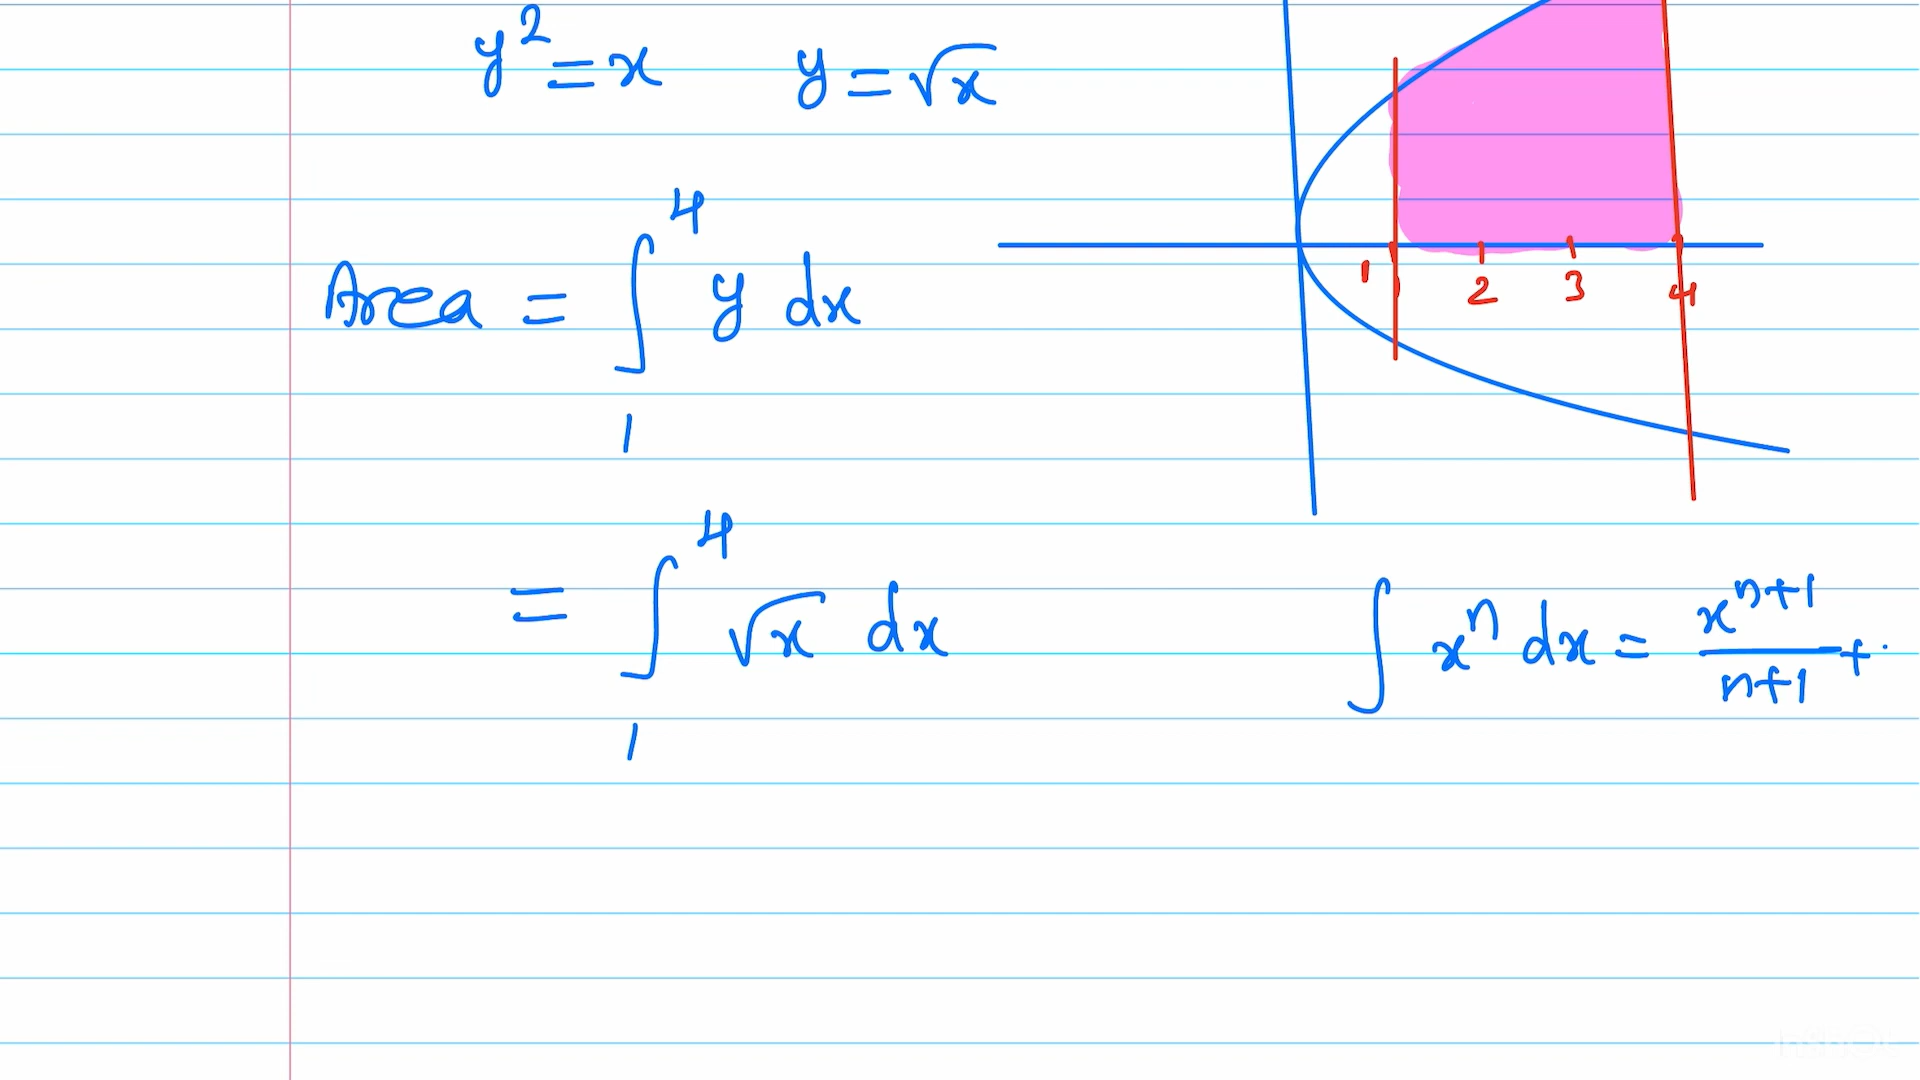 y² = x    y = √x
1 2 3 4
Area = ∫₁⁴ y dx
= ∫₁⁴ √x dx
∫ xⁿ dx = xⁿ⁺¹/n+1 +